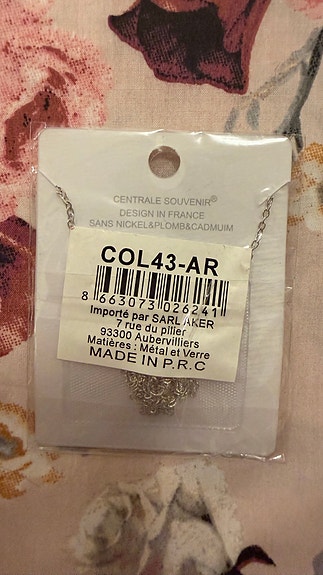 CENTRALE SOUVENIR®
DESIGN IN FRANCE
SANS NICKEL&PLOMB&CADMUIM
COL43-AR
8 663073 026241
Importé par SARL AKER
7 rue du pilier
93300 Aubervilliers
Matières : Métal et Verre
MADE IN P.R.C